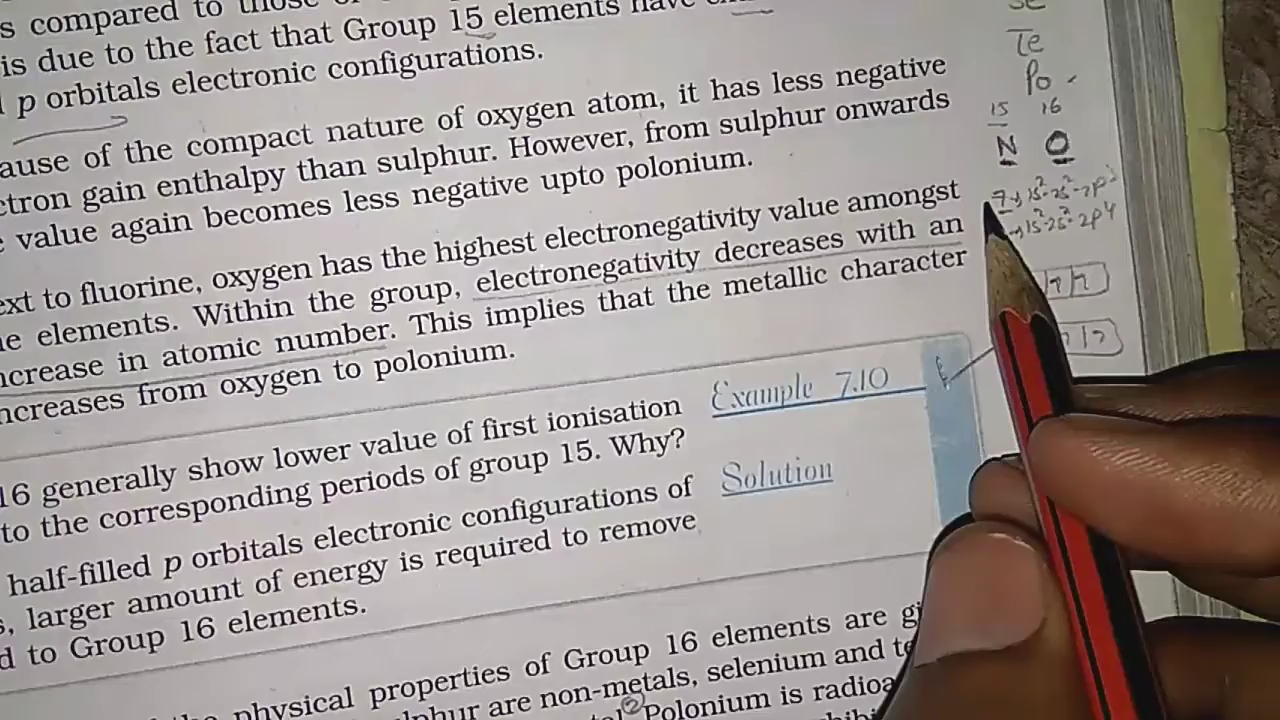 s compared to those
is due to the fact that Group 15 elements have
p orbitals electronic configurations.
ause of the compact nature of oxygen atom, it has less negative
ctron gain enthalpy than sulphur. However, from sulphur onwards
value again becomes less negative upto polonium.
ext to fluorine, oxygen has the highest electronegativity value amongst
e elements. Within the group, electronegativity decreases with an
ncrease in atomic number. This implies that the metallic character
ncreases from oxygen to polonium.
Example 7.10
16 generally show lower value of first ionisation
to the corresponding periods of group 15. Why?
Solution
half-filled p orbitals electronic configurations of
s, larger amount of energy is required to remove
d to Group 16 elements.
physical properties of Group 16 elements are gi
lphur are non-metals, selenium and te
Polonium is radioa
Se
Te
Po
15 16
N O
7 → 1s² 2s² 2p³
→ 1s² 2s² 2p4